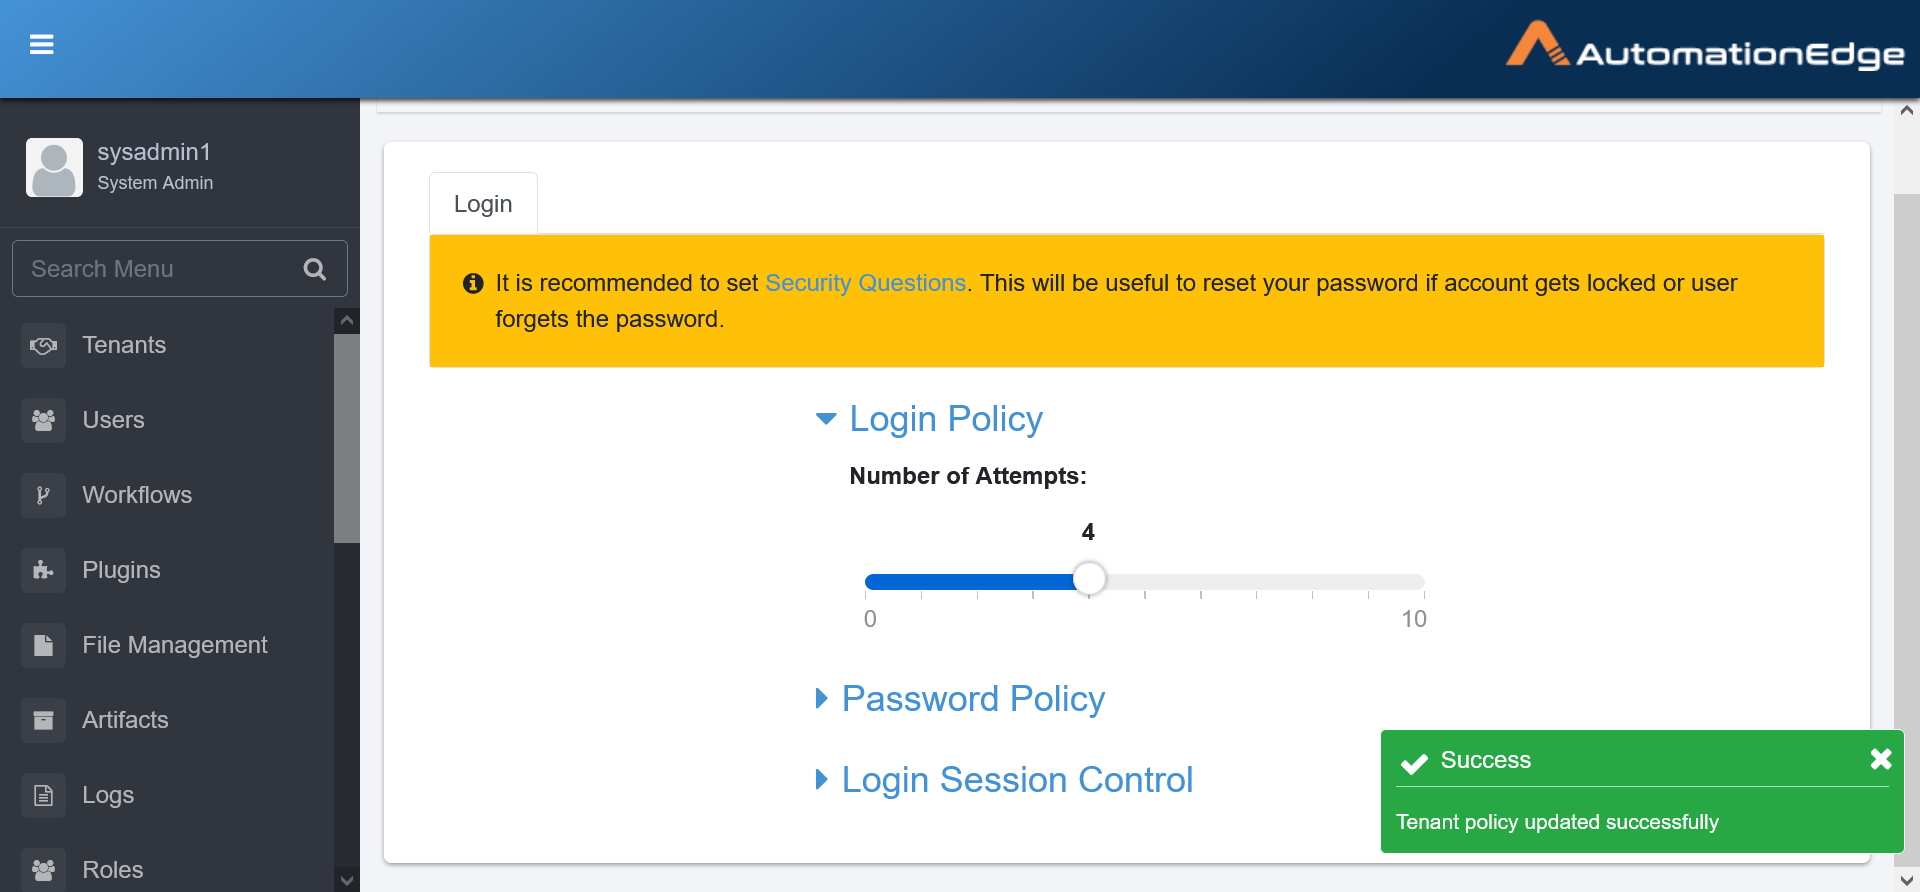 AutomationEdge
sysadmin1
System Admin
Search Menu
Tenants
Users
Workflows
Plugins
File Management
Artifacts
Logs
Roles
Login
It is recommended to set Security Questions. This will be useful to reset your password if account gets locked or user
forgets the password.
Login Policy
Number of Attempts:
4
0 10
Password Policy
Login Session Control
Success
Tenant policy updated successfully